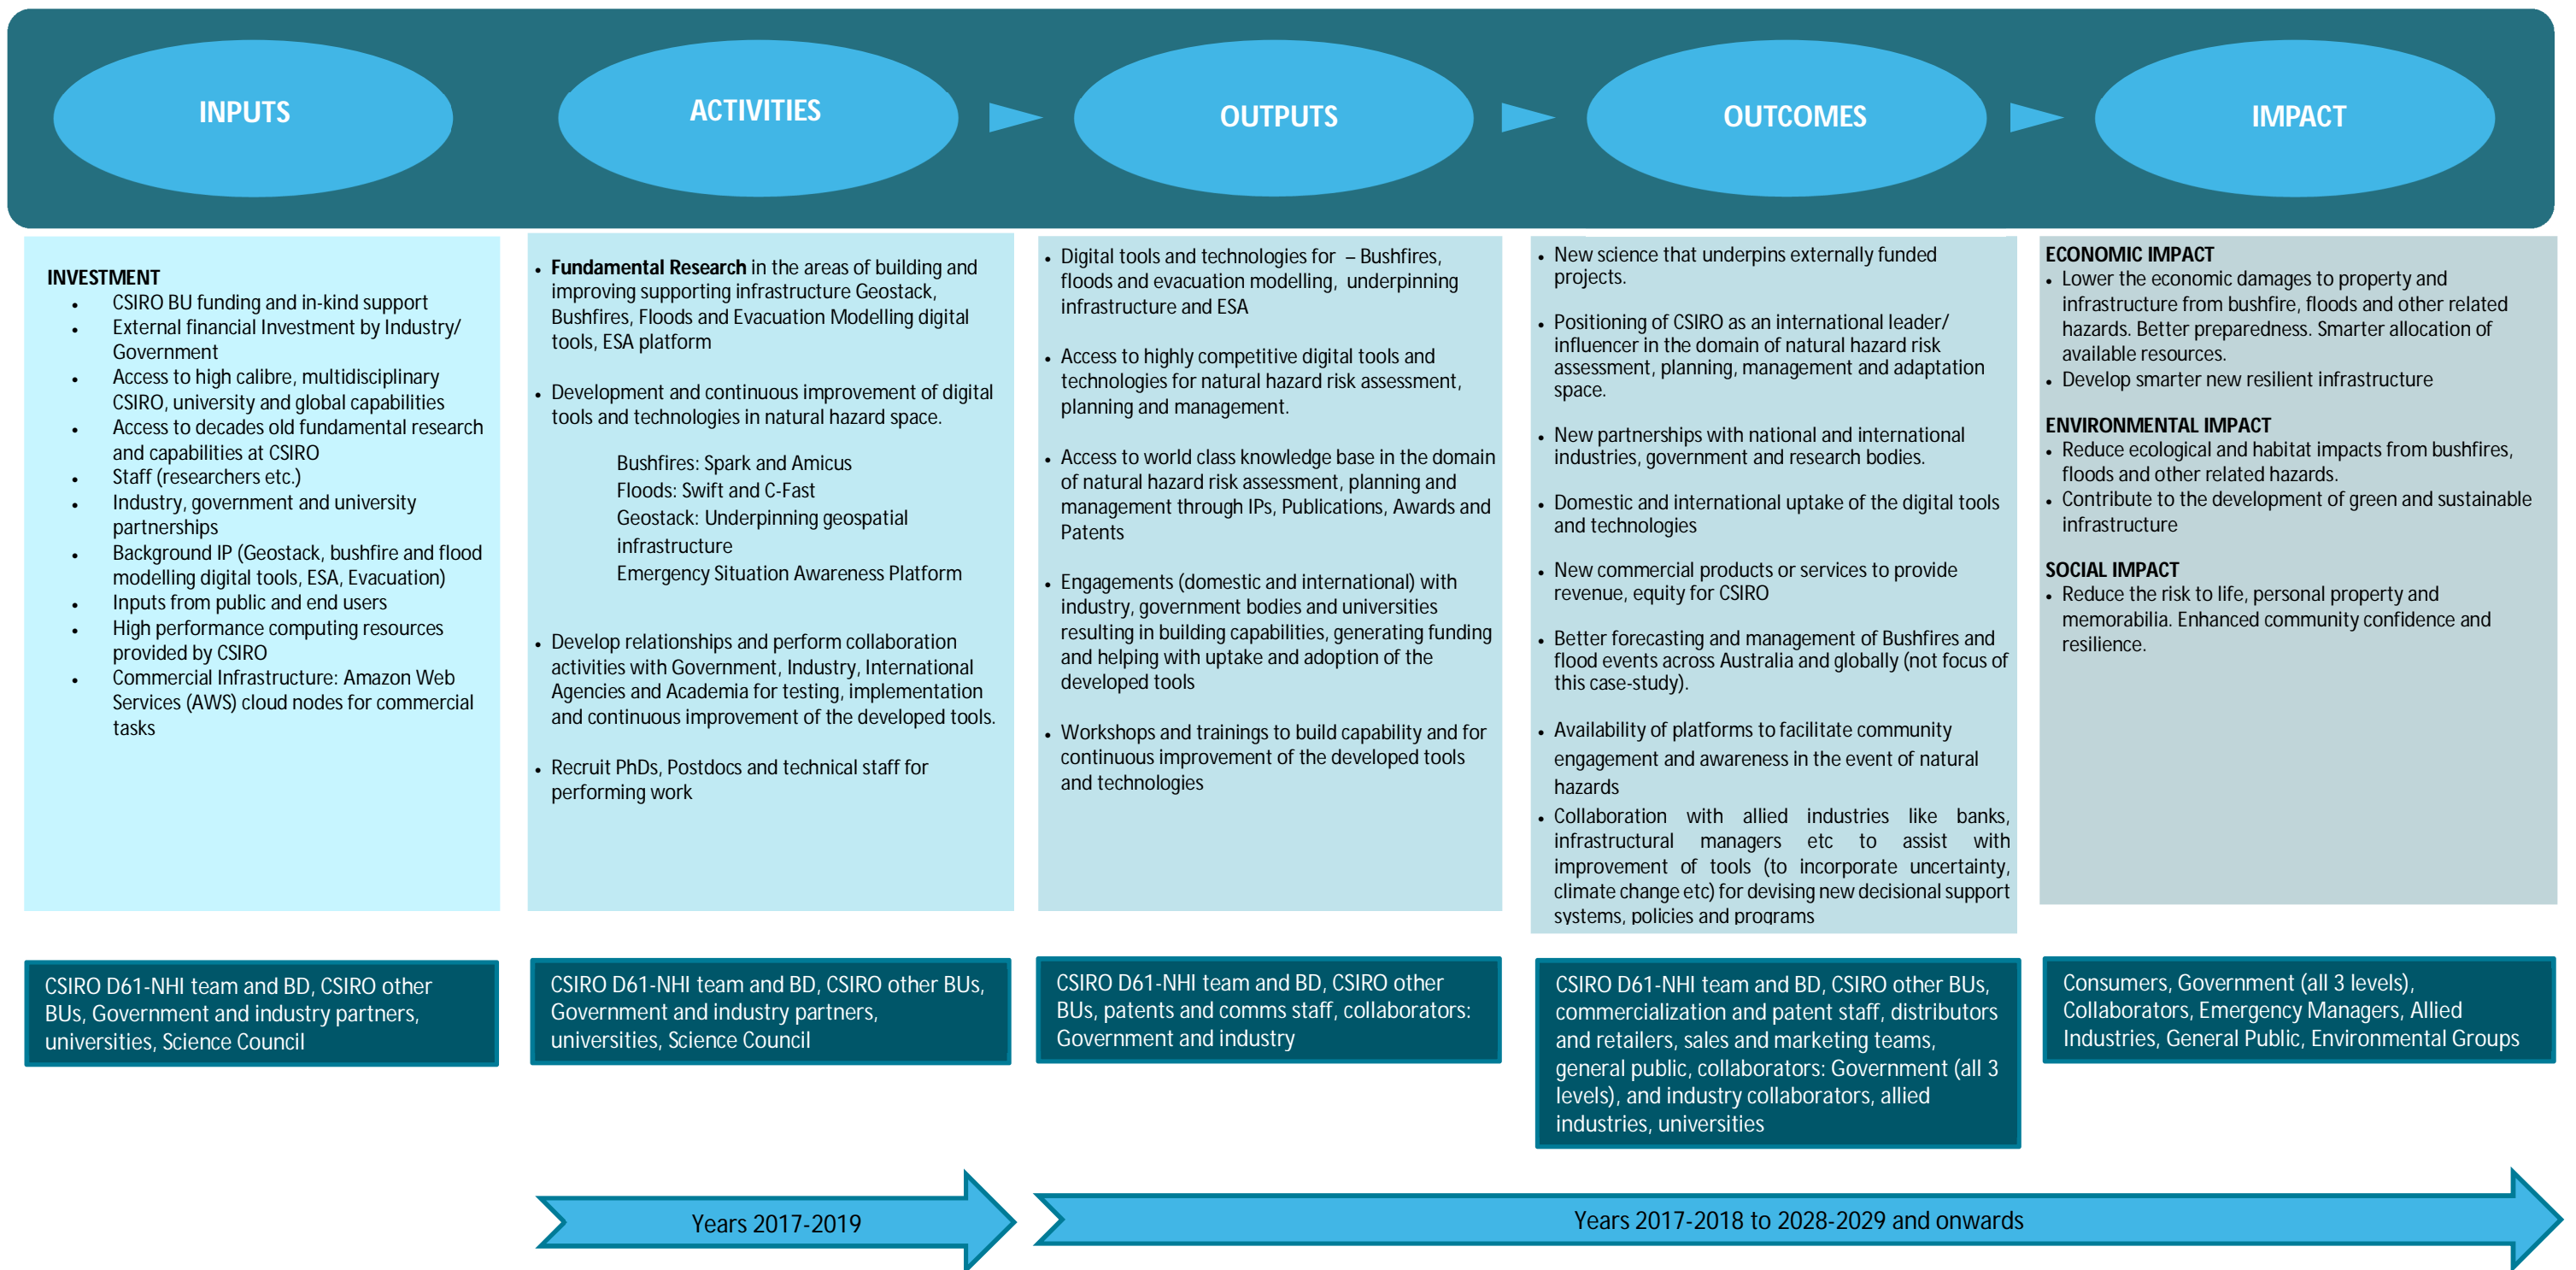 INPUTS
ACTIVITIES
OUTPUTS
OUTCOMES
IMPACT
INVESTMENT
• CSIRO BU funding and in-kind support
• External financial Investment by Industry/
Government
• Access to high calibre, multidisciplinary
CSIRO, university and global capabilities
• Access to decades old fundamental research
and capabilities at CSIRO
• Staff (researchers etc.)
• Industry, government and university
partnerships
• Background IP (Geostack, bushfire and flood
modelling digital tools, ESA, Evacuation)
• Inputs from public and end users
• High performance computing resources
provided by CSIRO
• Commercial Infrastructure: Amazon Web
Services (AWS) cloud nodes for commercial
tasks
• Fundamental Research in the areas of building and
improving supporting infrastructure Geostack,
Bushfires, Floods and Evacuation Modelling digital
tools, ESA platform
• Development and continuous improvement of digital
tools and technologies in natural hazard space.
Bushfires: Spark and Amicus
Floods: Swift and C-Fast
Geostack: Underpinning geospatial
infrastructure
Emergency Situation Awareness Platform
• Develop relationships and perform collaboration
activities with Government, Industry, International
Agencies and Academia for testing, implementation
and continuous improvement of the developed tools.
• Recruit PhDs, Postdocs and technical staff for
performing work
• Digital tools and technologies for – Bushfires,
floods and evacuation modelling, underpinning
infrastructure and ESA
• Access to highly competitive digital tools and
technologies for natural hazard risk assessment,
planning and management.
• Access to world class knowledge base in the domain
of natural hazard risk assessment, planning and
management through IPs, Publications, Awards and
Patents
• Engagements (domestic and international) with
industry, government bodies and universities
resulting in building capabilities, generating funding
and helping with uptake and adoption of the
developed tools
• Workshops and trainings to build capability and for
continuous improvement of the developed tools
and technologies
• New science that underpins externally funded
projects.
• Positioning of CSIRO as an international leader/
influencer in the domain of natural hazard risk
assessment, planning, management and adaptation
space.
• New partnerships with national and international
industries, government and research bodies.
• Domestic and international uptake of the digital tools
and technologies
• New commercial products or services to provide
revenue, equity for CSIRO
• Better forecasting and management of Bushfires and
flood events across Australia and globally (not focus of
this case-study).
• Availability of platforms to facilitate community
engagement and awareness in the event of natural
hazards
• Collaboration with allied industries like banks,
infrastructural managers etc to assist with
improvement of tools (to incorporate uncertainty,
climate change etc) for devising new decisional support
systems, policies and programs
ECONOMIC IMPACT
• Lower the economic damages to property and
infrastructure from bushfire, floods and other related
hazards. Better preparedness. Smarter allocation of
available resources.
• Develop smarter new resilient infrastructure
ENVIRONMENTAL IMPACT
• Reduce ecological and habitat impacts from bushfires,
floods and other related hazards.
• Contribute to the development of green and sustainable
infrastructure
SOCIAL IMPACT
• Reduce the risk to life, personal property and
memorabilia. Enhanced community confidence and
resilience.
CSIRO D61-NHI team and BD, CSIRO other
BUs, Government and industry partners,
universities, Science Council
CSIRO D61-NHI team and BD, CSIRO other BUs,
Government and industry partners,
universities, Science Council
CSIRO D61-NHI team and BD, CSIRO other
BUs, patents and comms staff, collaborators:
Government and industry
CSIRO D61-NHI team and BD, CSIRO other BUs,
commercialization and patent staff, distributors
and retailers, sales and marketing teams,
general public, collaborators: Government (all 3
levels), and industry collaborators, allied
industries, universities
Consumers, Government (all 3 levels),
Collaborators, Emergency Managers, Allied
Industries, General Public, Environmental Groups
Years 2017-2019
Years 2017-2018 to 2028-2029 and onwards